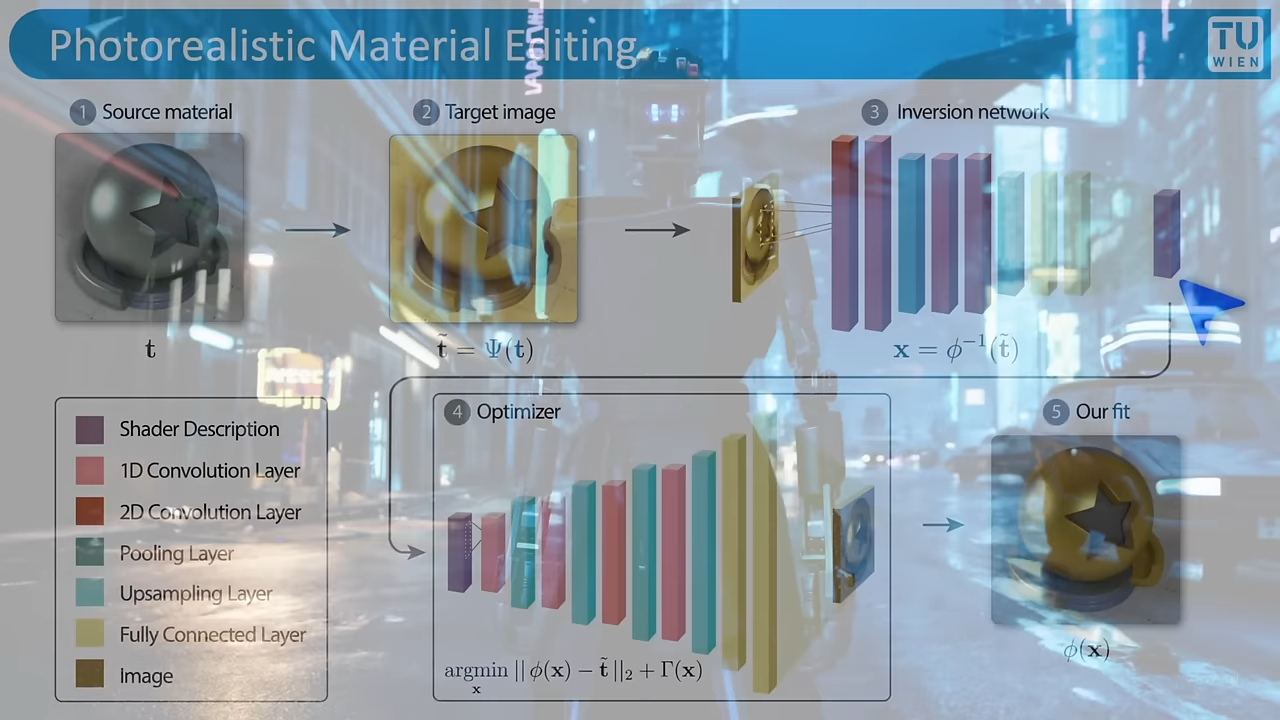 Photorealistic Material Editing
TU
WIEN
1 Source material
2 Target image
3 Inversion network
t
t̃ = Ψ(t)
x = ϕ⁻¹(t̃)
4 Optimizer
5 Our fit
Shader Description
1D Convolution Layer
2D Convolution Layer
Pooling Layer
Upsampling Layer
Fully Connected Layer
Image
argmin || ϕ(x) − t̃ ||₂ + Γ(x)
x
ϕ(x)